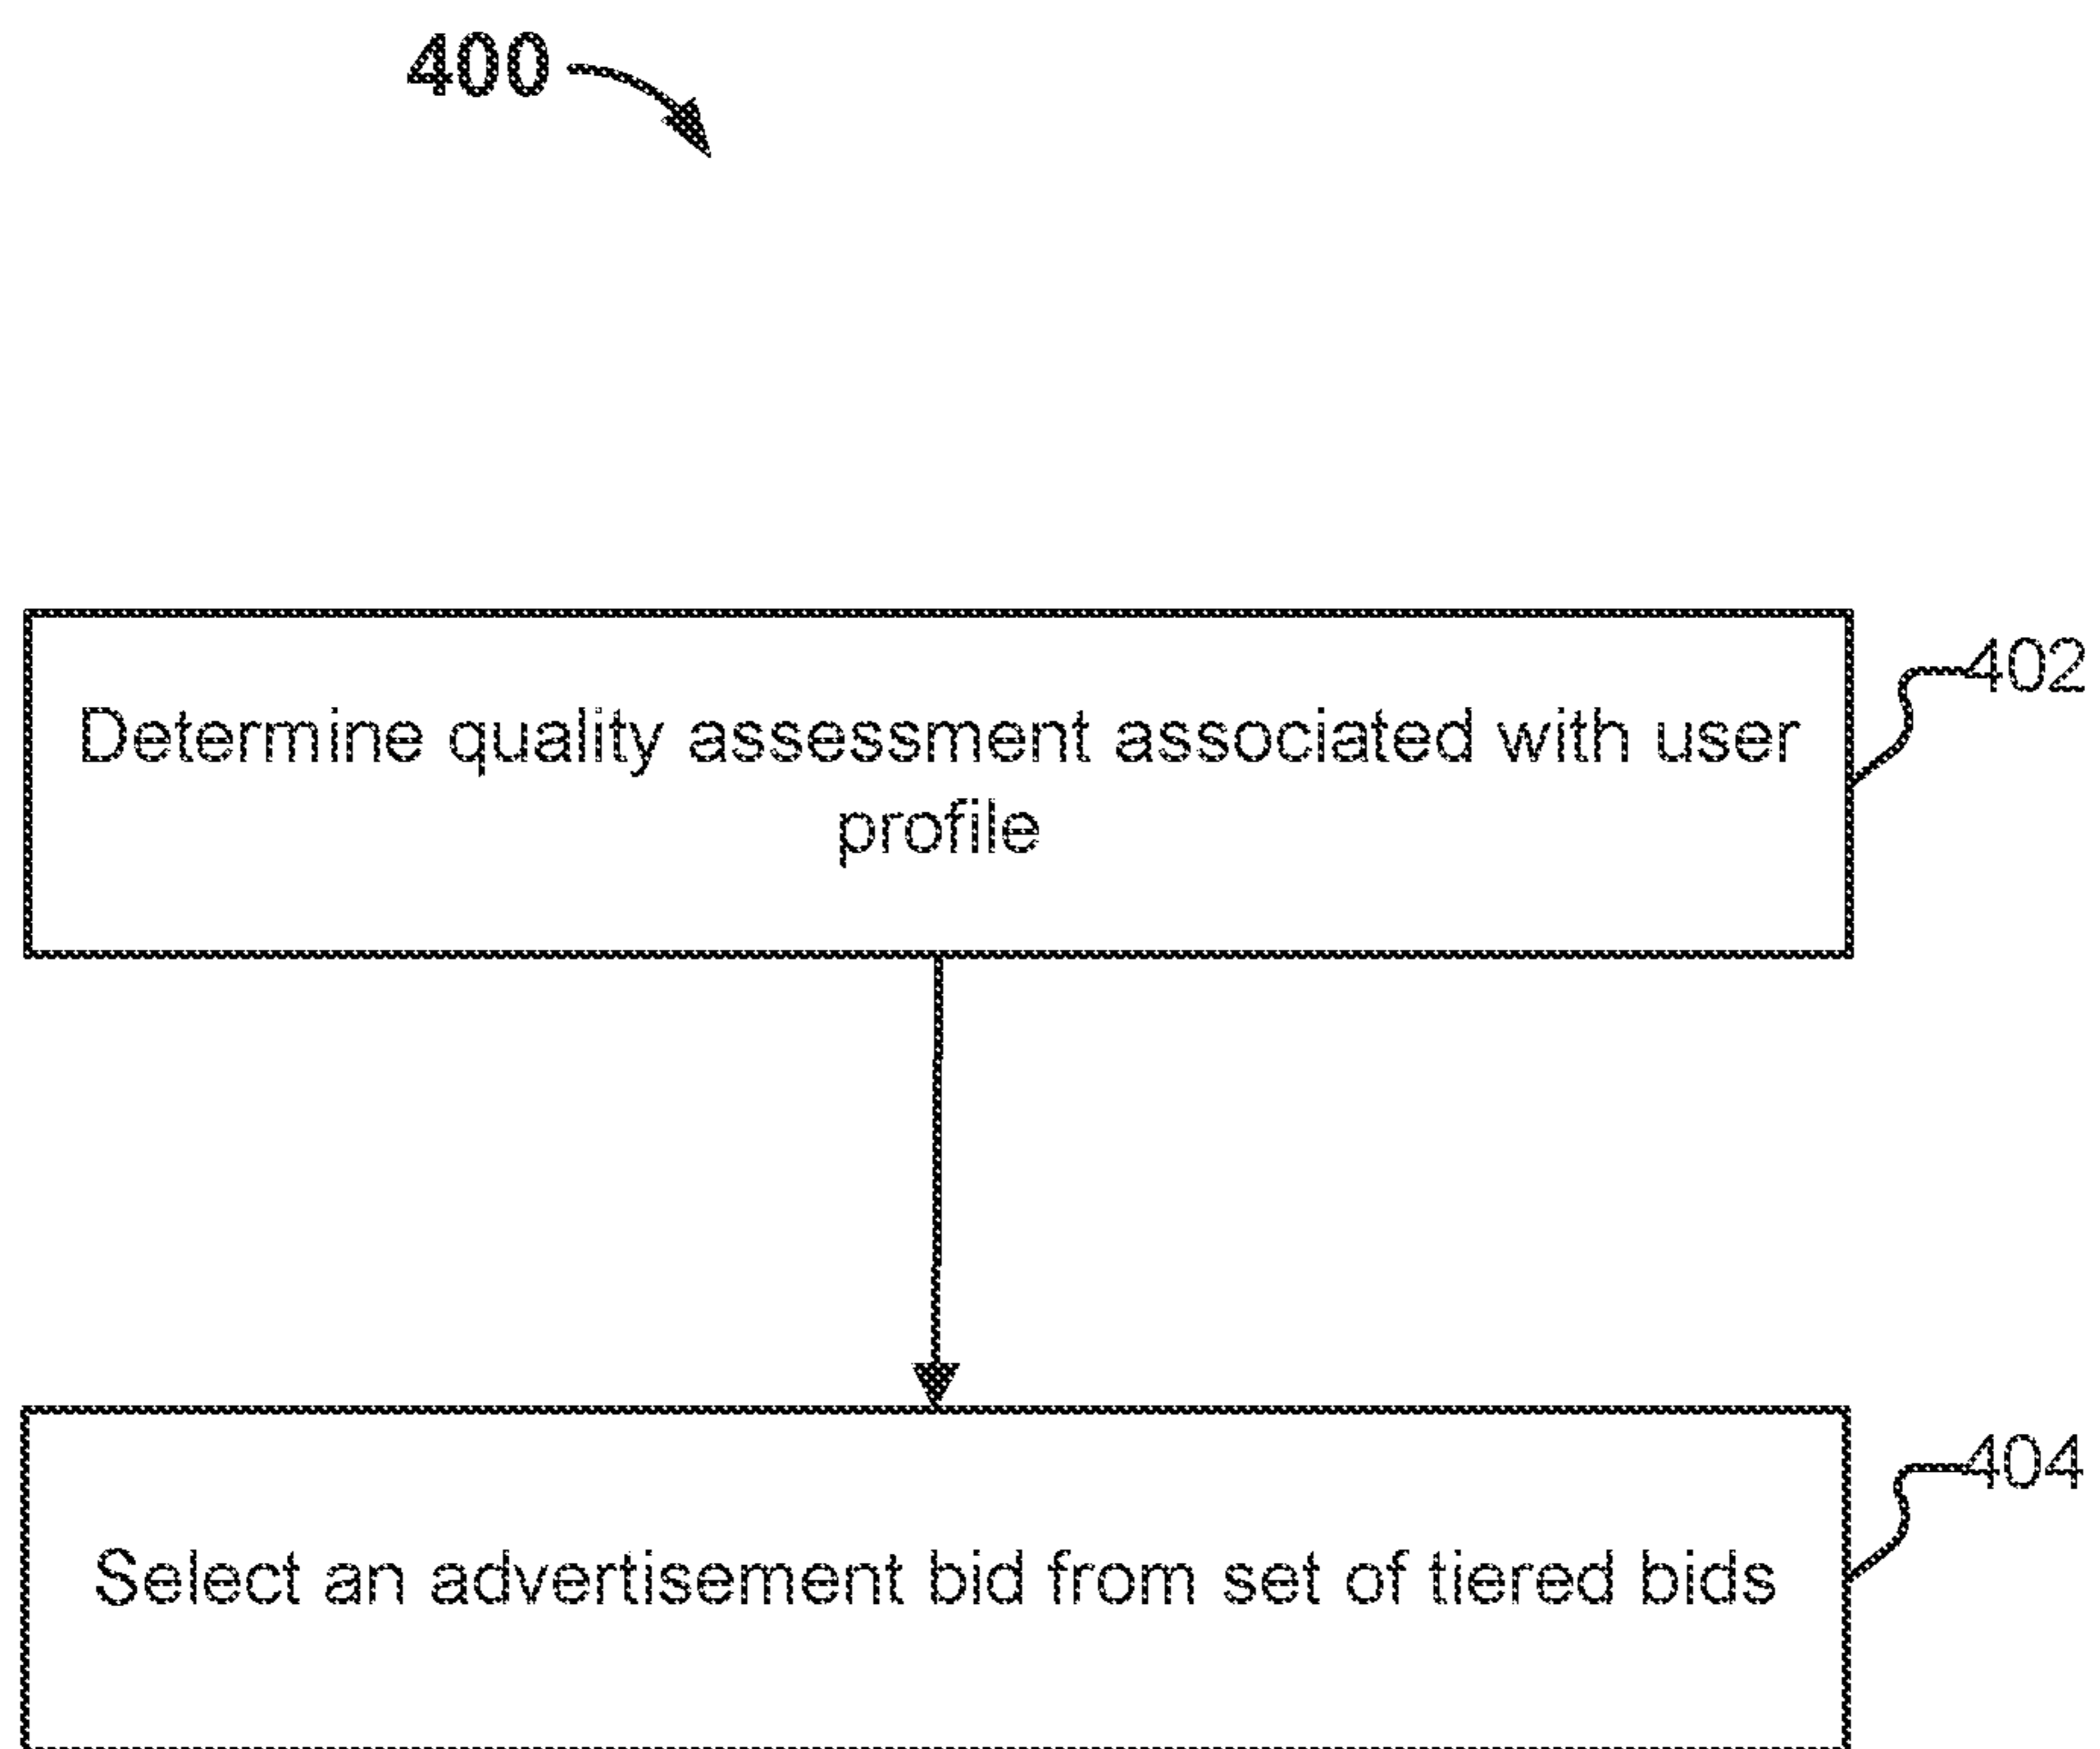 400
402
Determine quality assessment associated with user
profile
404
Select an advertisement bid from set of tiered bids